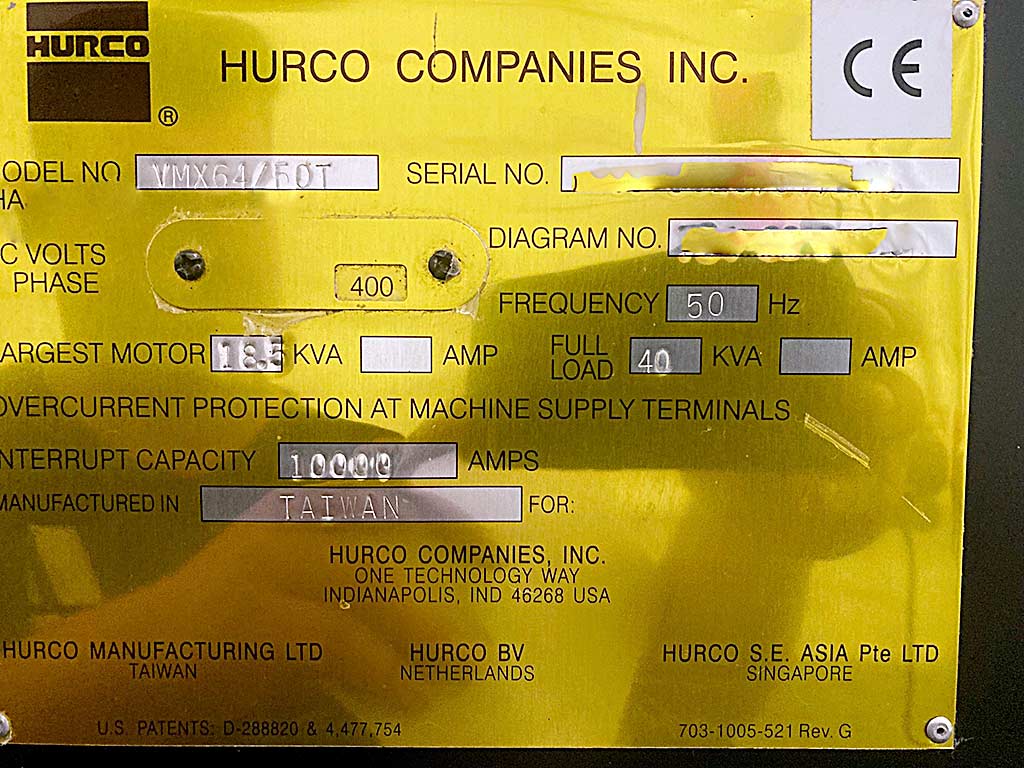 HURCO
®
HURCO COMPANIES INC.
CE
ODEL NO VMX64/50T
SERIAL NO.
HA
C VOLTS
PHASE
400
DIAGRAM NO.
FREQUENCY 50 Hz
ARGEST MOTOR 18.5 KVA AMP
FULL LOAD 40 KVA AMP
OVERCURRENT PROTECTION AT MACHINE SUPPLY TERMINALS
NTERRUPT CAPACITY 10000 AMPS
MANUFACTURED IN TAIWAN FOR:
HURCO COMPANIES, INC.
ONE TECHNOLOGY WAY
INDIANAPOLIS, IND 46268 USA
HURCO MANUFACTURING LTD
TAIWAN
HURCO BV
NETHERLANDS
HURCO S.E. ASIA Pte LTD
SINGAPORE
U.S. PATENTS: D-288820 & 4,477,754
703-1005-521 Rev. G